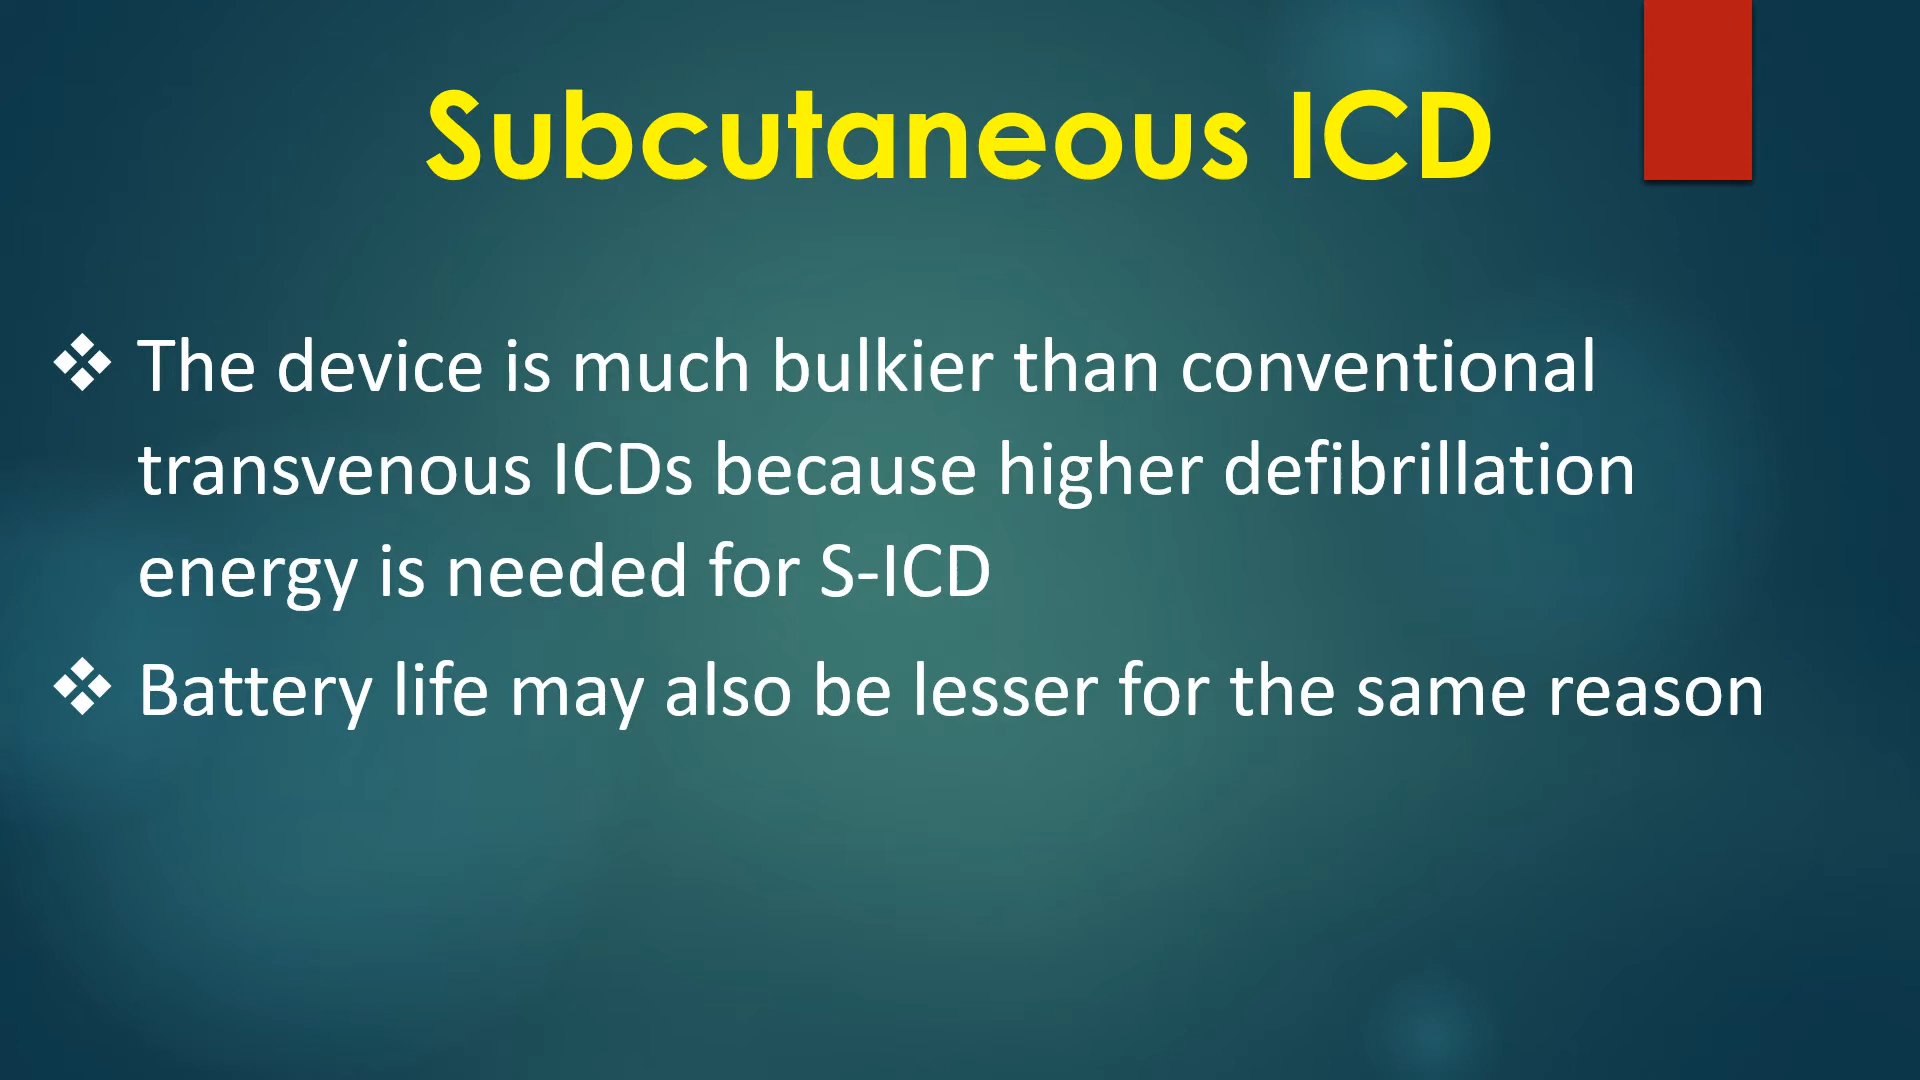 Subcutaneous ICD
❖ The device is much bulkier than conventional
transvenous ICDs because higher defibrillation
energy is needed for S-ICD
❖ Battery life may also be lesser for the same reason